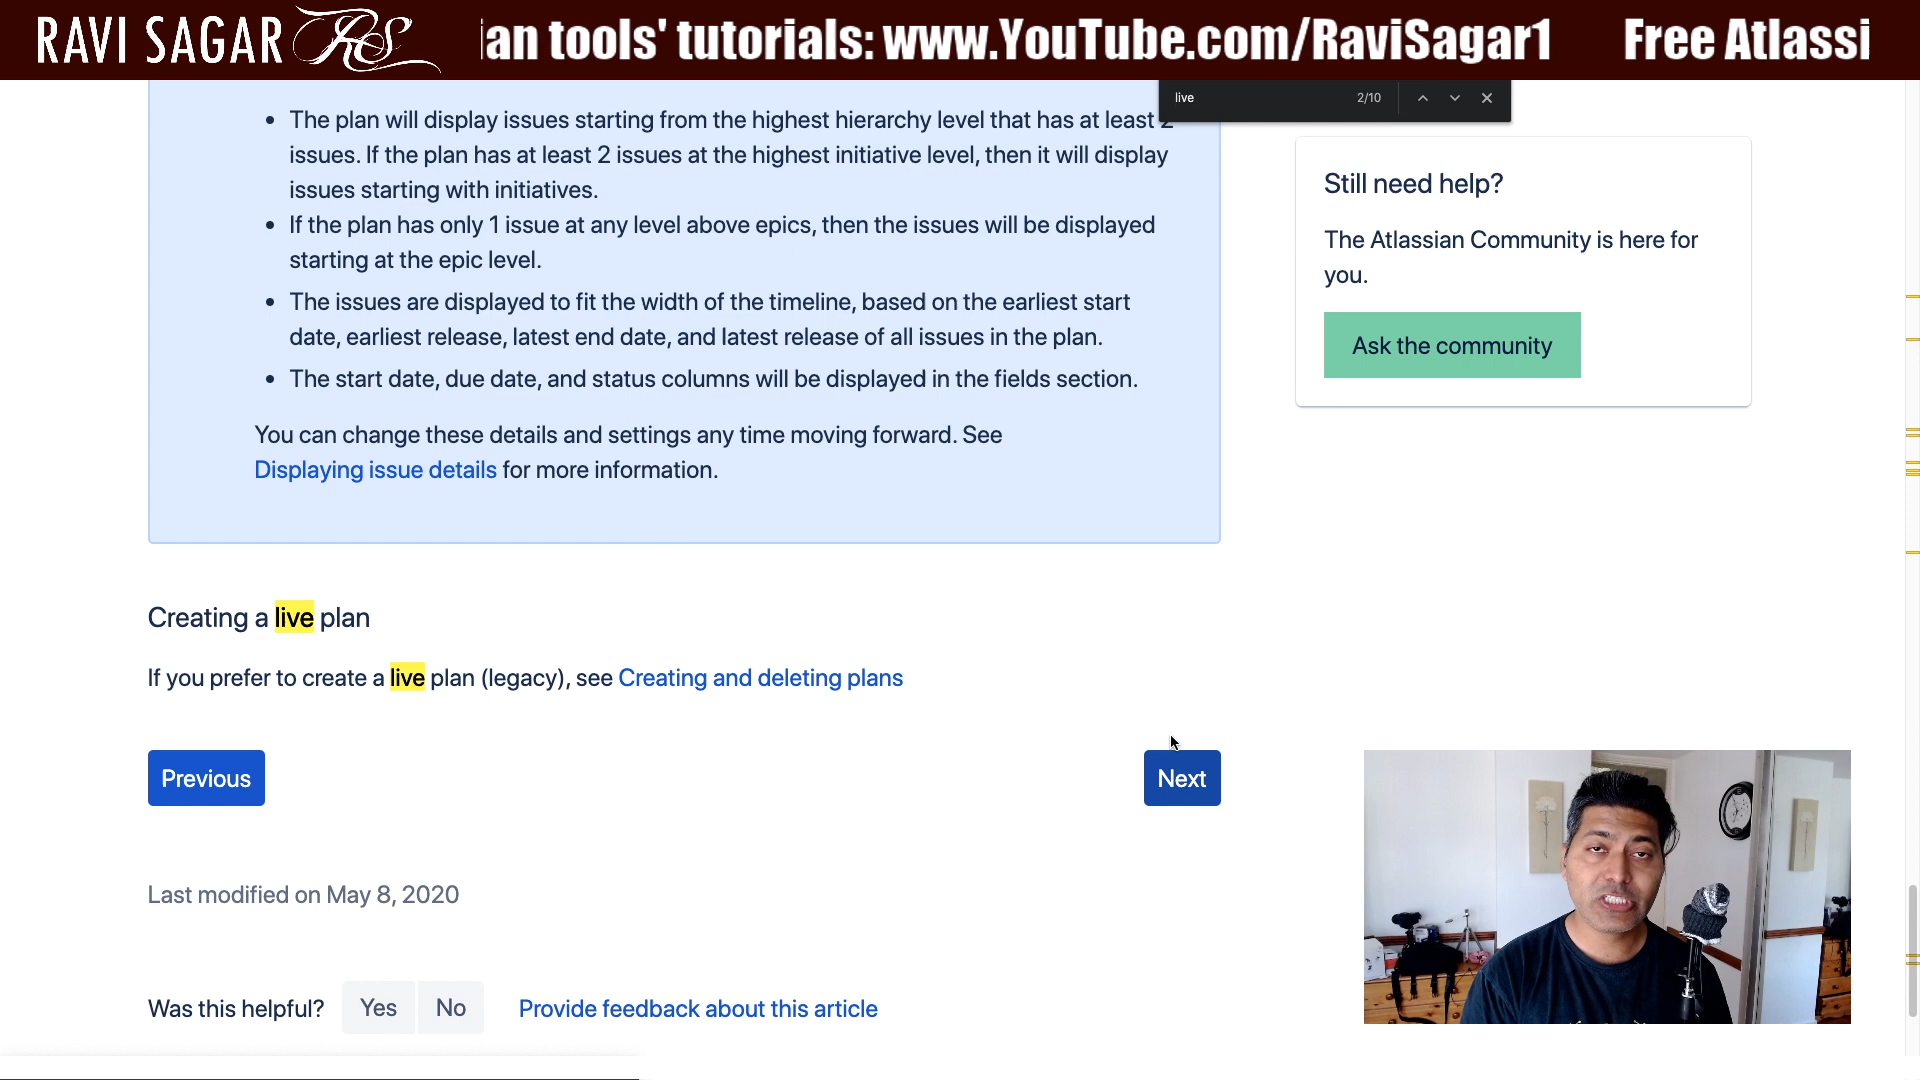 RAVI SAGAR RS
an tools' tutorials: www.YouTube.com/RaviSagar1 Free Atlassi
live 2/10
• The plan will display issues starting from the highest hierarchy level that has at least 2
issues. If the plan has at least 2 issues at the highest initiative level, then it will display
issues starting with initiatives.
• If the plan has only 1 issue at any level above epics, then the issues will be displayed
starting at the epic level.
• The issues are displayed to fit the width of the timeline, based on the earliest start
date, earliest release, latest end date, and latest release of all issues in the plan.
• The start date, due date, and status columns will be displayed in the fields section.
You can change these details and settings any time moving forward. See
Displaying issue details for more information.
Still need help?
The Atlassian Community is here for
you.
Ask the community
Creating a live plan
If you prefer to create a live plan (legacy), see Creating and deleting plans
Previous
Next
Last modified on May 8, 2020
Was this helpful? Yes No Provide feedback about this article